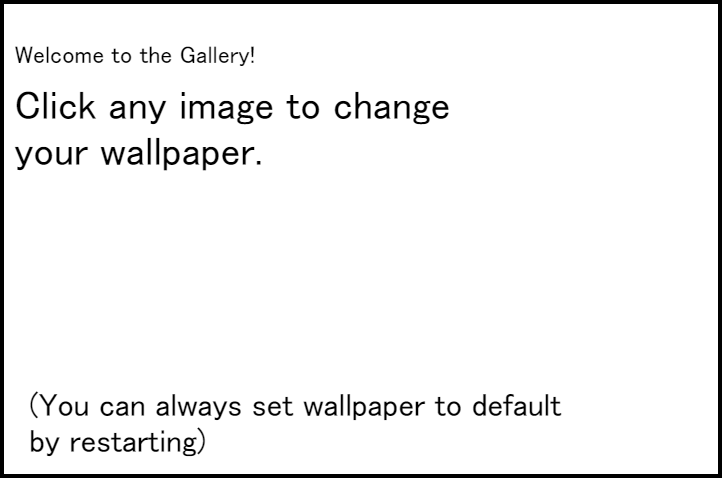 Welcome to the Gallery!
Click any image to change
your wallpaper.
(You can always set wallpaper to default
by restarting)